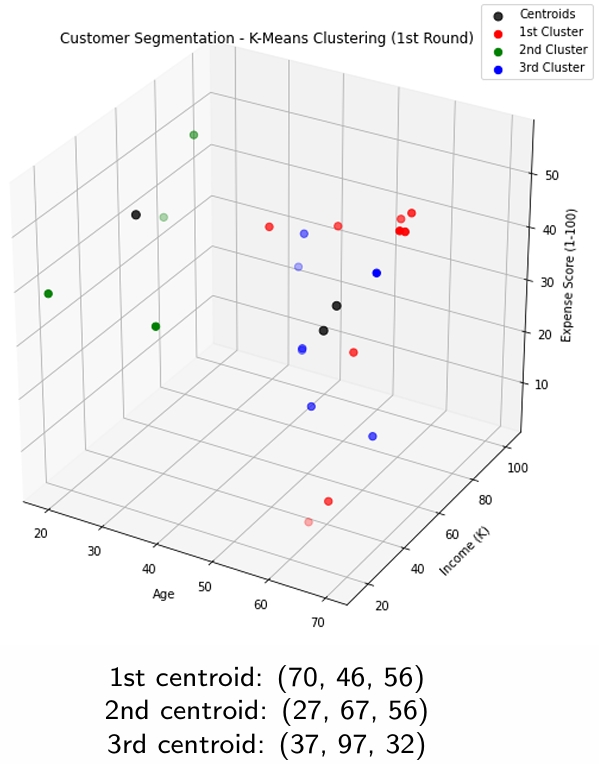 Customer Segmentation - K-Means Clustering (1st Round)
Centroids
1st Cluster
2nd Cluster
3rd Cluster
50
40
30
20
10
Expense Score (1-100)
100
80
60
40
20
Income (K)
20
30
40
50
60
70
Age
1st centroid: (70, 46, 56)
2nd centroid: (27, 67, 56)
3rd centroid: (37, 97, 32)